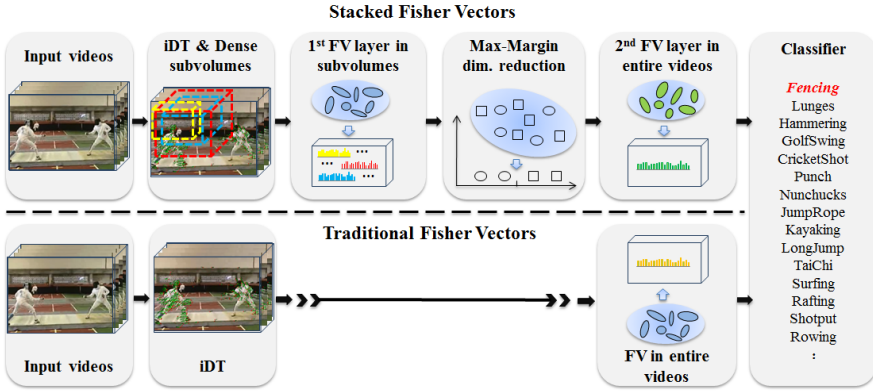 Stacked Fisher Vectors
Input videos
iDT & Dense
subvolumes
1st FV layer in
subvolumes
Max-Margin
dim. reduction
2nd FV layer in
entire videos
Classifier
Fencing
Lunges
Hammering
GolfSwing
CricketShot
Punch
Nunchucks
JumpRope
Kayaking
LongJump
TaiChi
Surfing
Rafting
Shotput
Rowing
:
Traditional Fisher Vectors
Input videos
iDT
FV in entire
videos